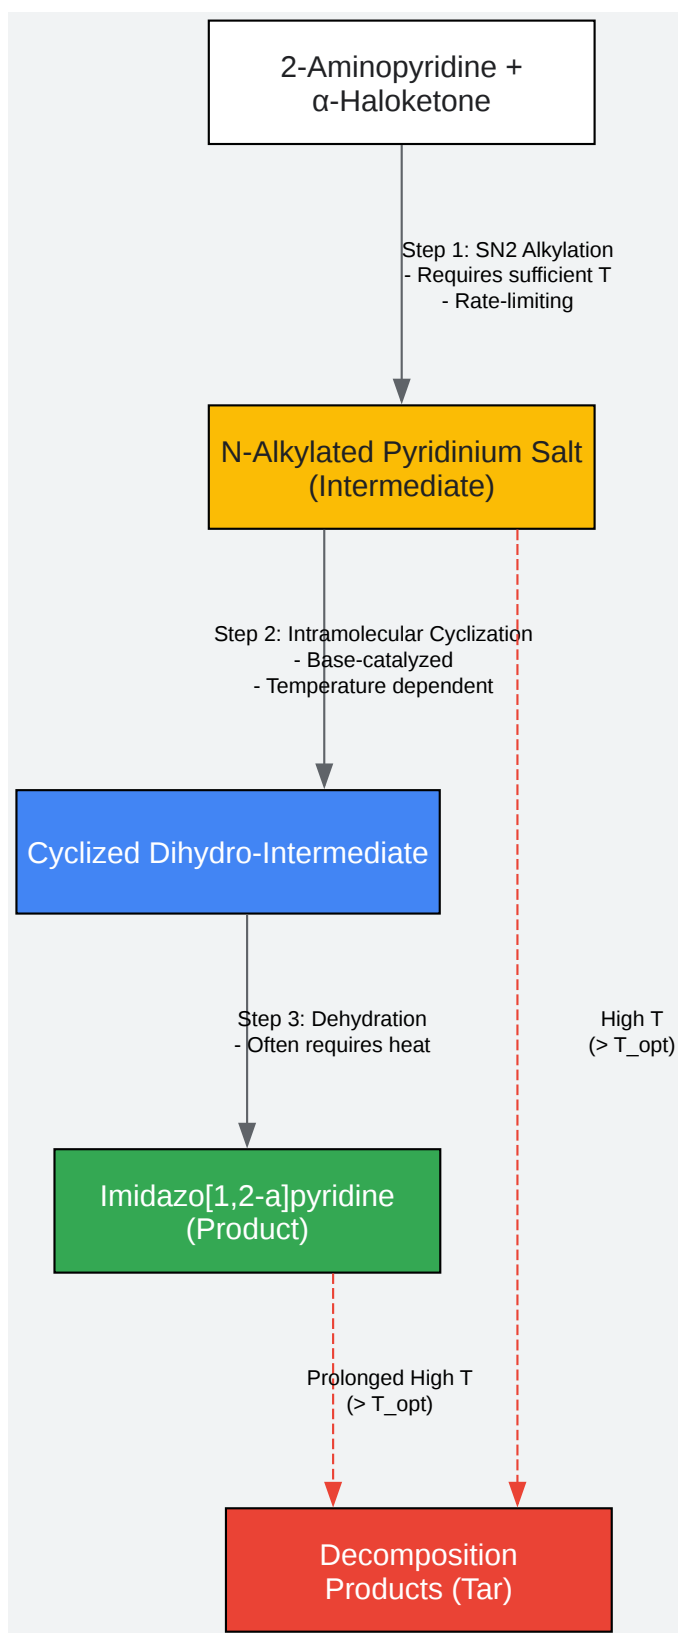 2-Aminopyridine +
α-Haloketone
Step 1: SN2 Alkylation
- Requires sufficient T
- Rate-limiting
N-Alkylated Pyridinium Salt
(Intermediate)
Step 2: Intramolecular Cyclization
- Base-catalyzed
- Temperature dependent
Cyclized Dihydro-Intermediate
Step 3: Dehydration
- Often requires heat
High T
(> T_opt)
Imidazo[1,2-a]pyridine
(Product)
Prolonged High T
(> T_opt)
Decomposition
Products (Tar)